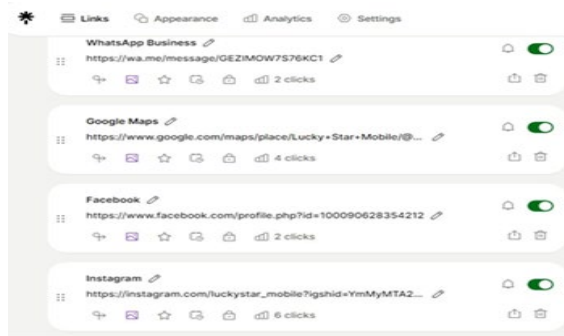 Links Appearance Analytics Settings
WhatsApp Business
https://wa.me/message/GEZIMOW7S76KC1
2 clicks
Google Maps
https://www.google.com/maps/place/Lucky+Star+Mobile/@...
4 clicks
Facebook
https://www.facebook.com/profile.php?id=100090628354212
2 clicks
Instagram
https://instagram.com/luckystar_mobile?igshid=YmMyMTA2...
6 clicks